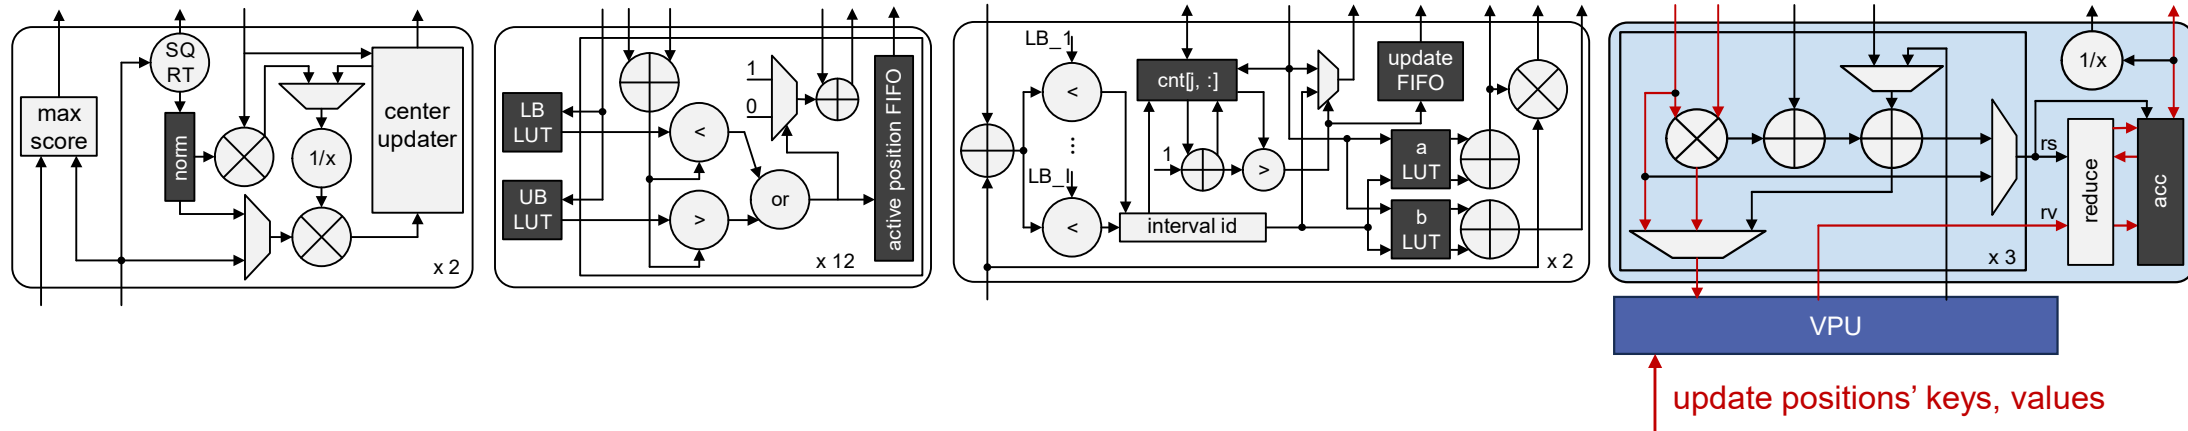 max
score
SQ
RT
norm
1/x
center
updater
x 2
LB
LUT
UB
LUT
<
>
or
1
0
x 12
active position FIFO
LB_1
<
...
LB_I
<
cnt[j, :]
1
>
interval id
update
FIFO
a
LUT
b
LUT
x 2
x 3
1/x
rs
rv
reduce
acc
VPU
update positions’ keys, values